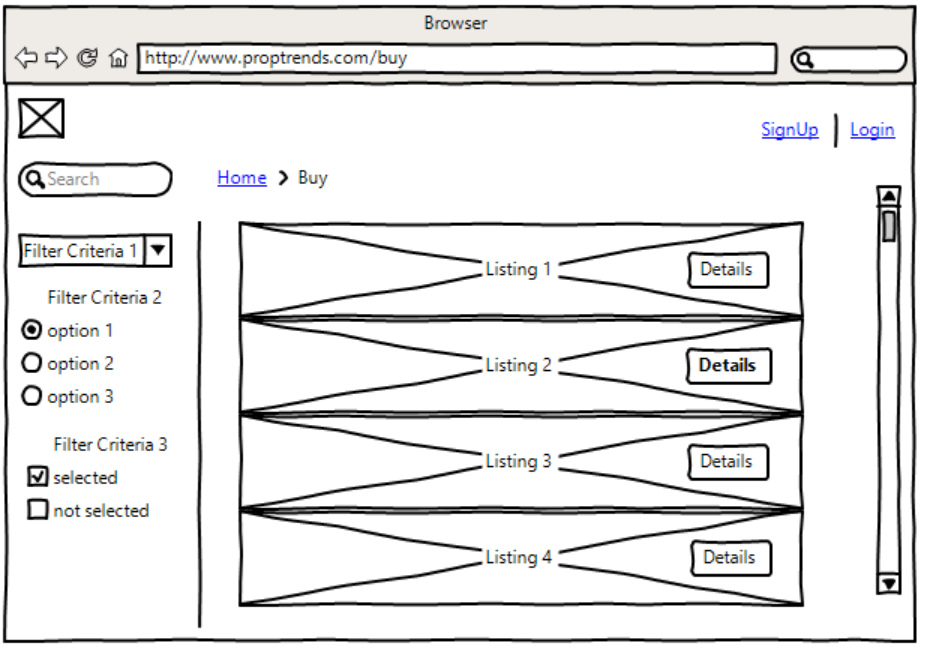 Browser
http://www.proptrends.com/buy
SignUp Login
Search
Home > Buy
Filter Criteria 1
Filter Criteria 2
option 1
option 2
option 3
Filter Criteria 3
selected
not selected
Listing 1 Details
Listing 2 Details
Listing 3 Details
Listing 4 Details